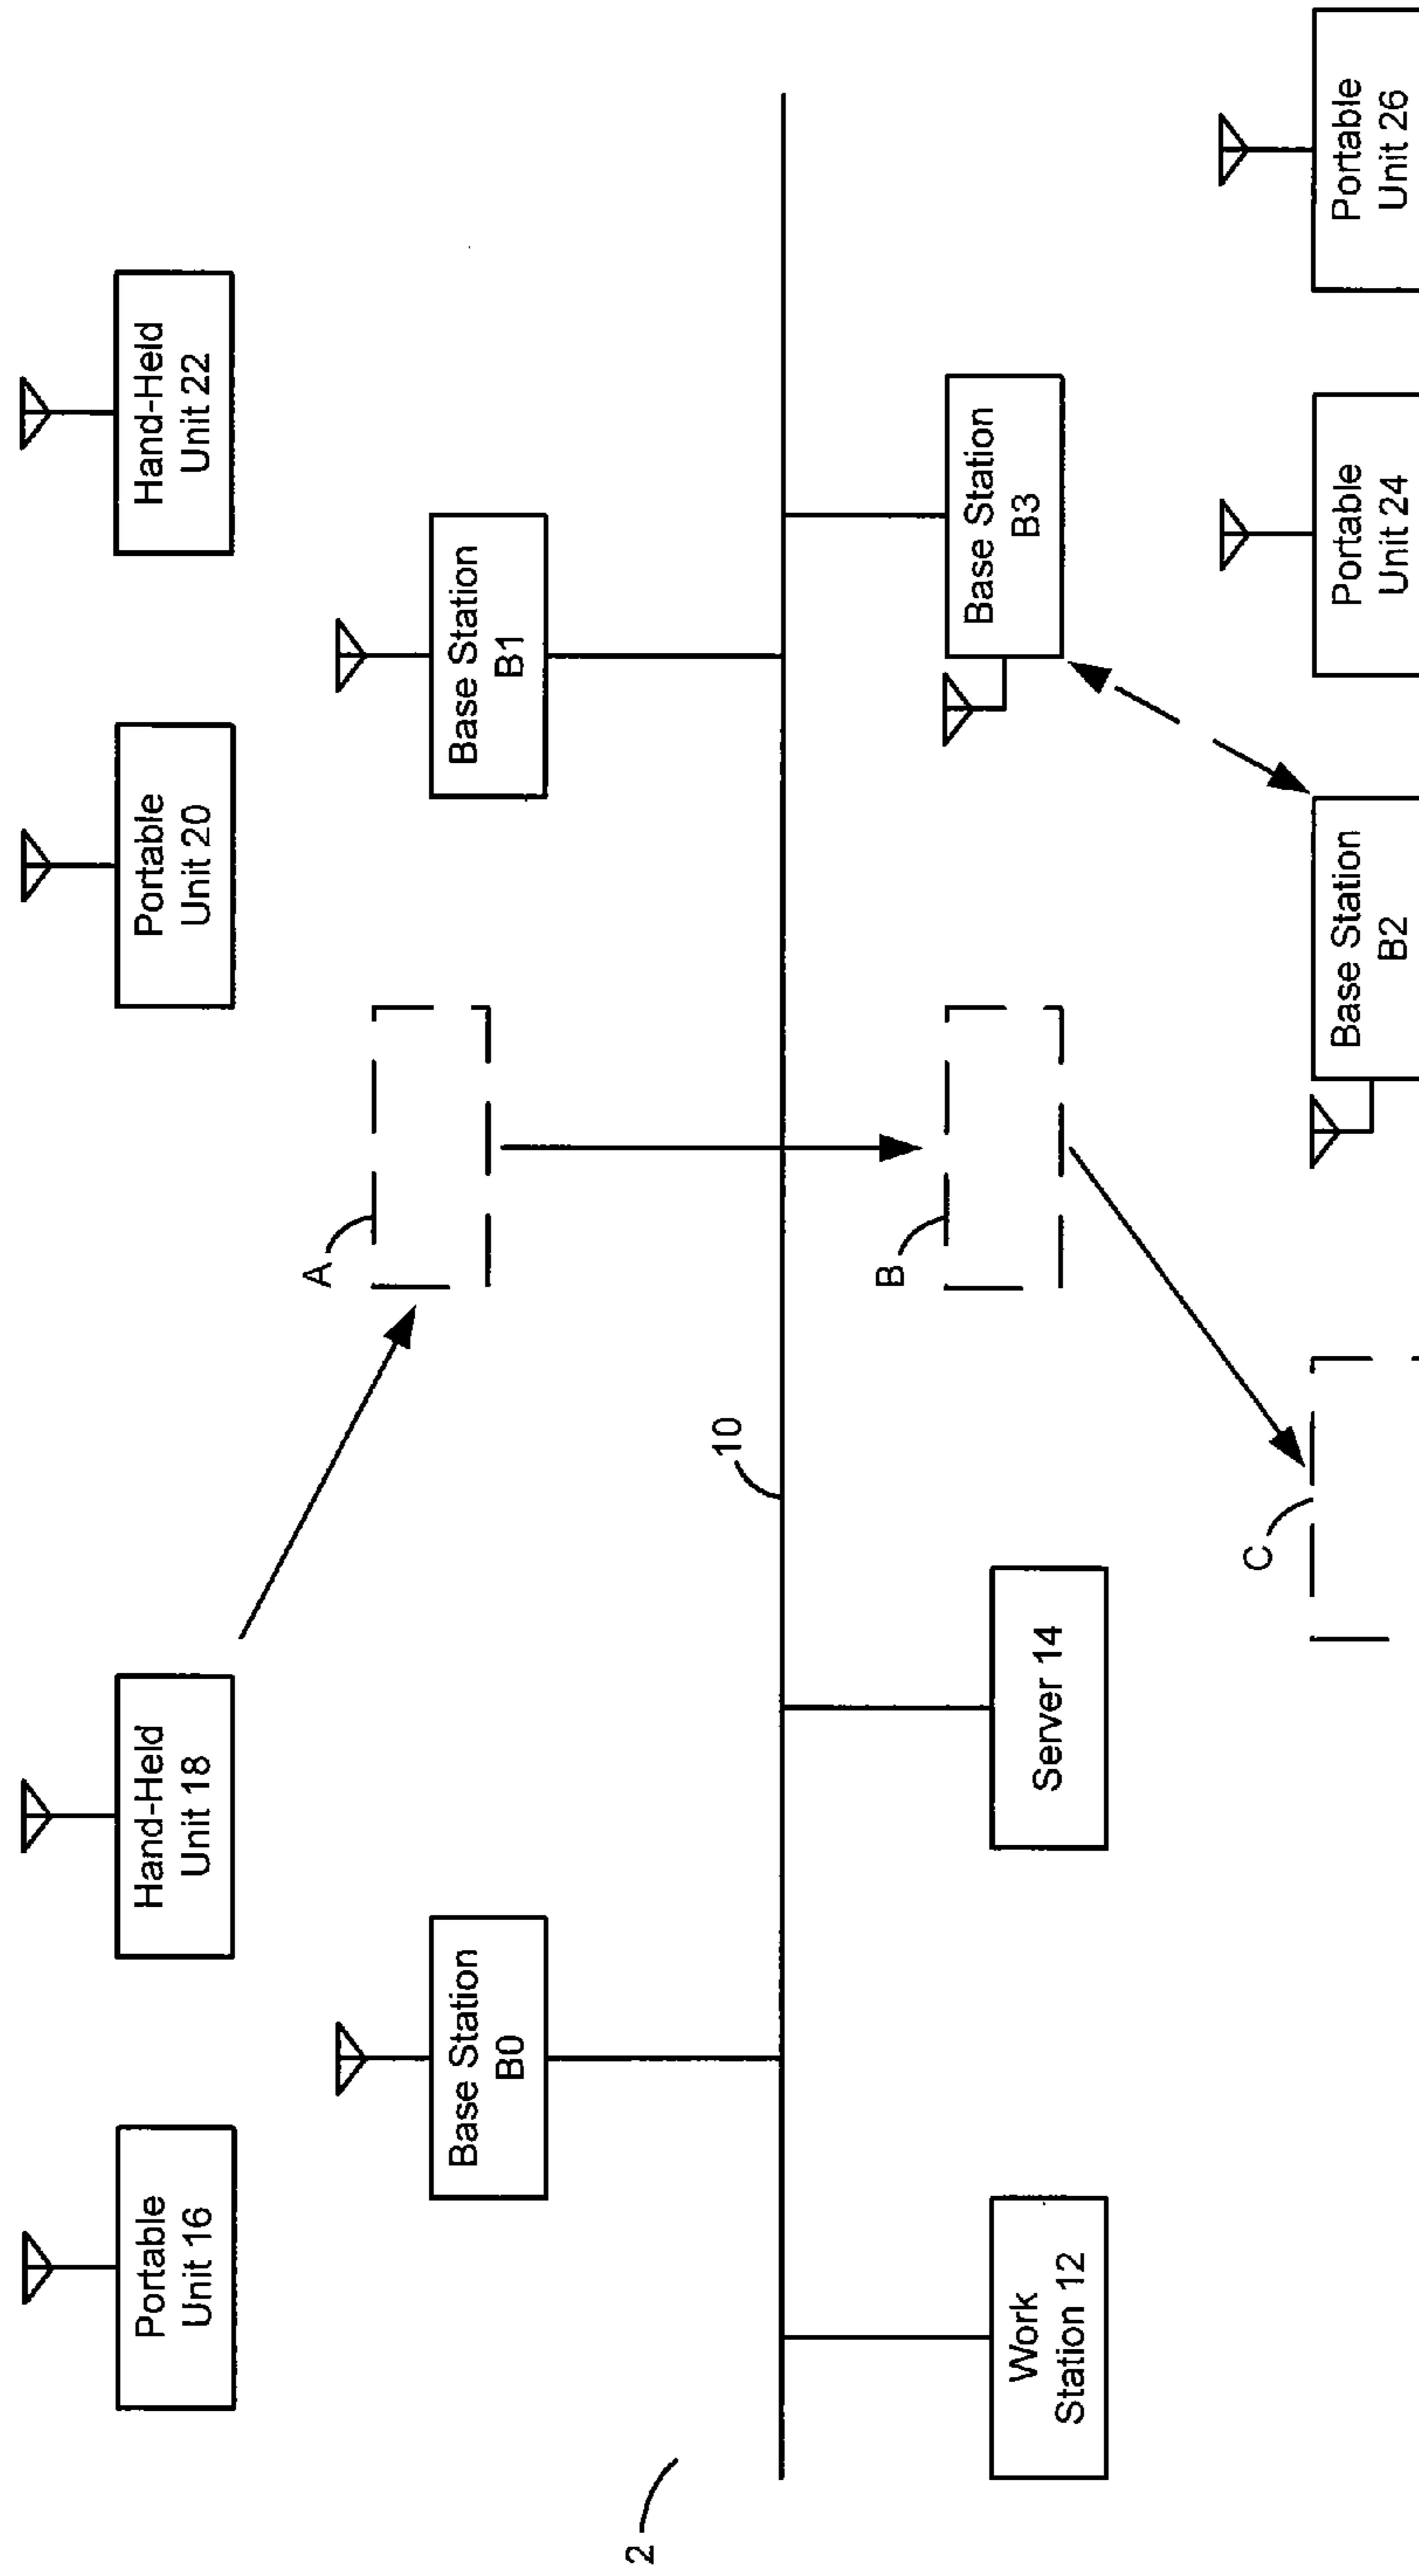 Portable
Unit 16
Hand-Held
Unit 18
Portable
Unit 20
Hand-Held
Unit 22
A
Base Station
B0
Base Station
B1
2
10
B
Base Station
B3
Work
Station 12
Server 14
C
Base Station
B2
Portable
Unit 24
Portable
Unit 26